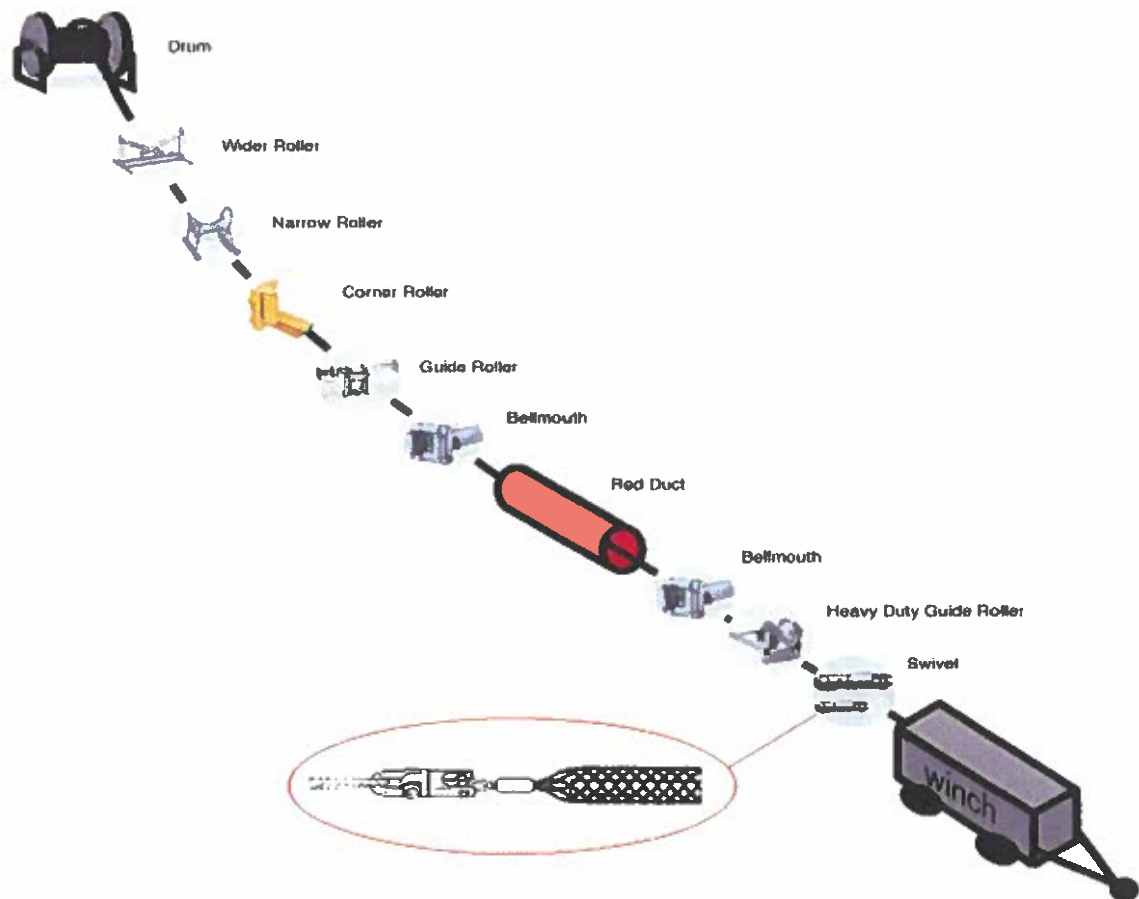 Drum
Wider Roller
Narrow Roller
Corner Roller
Guide Roller
Bellmouth
Red Duct
Bellmouth
Heavy Duty Guide Roller
Swivel
winch